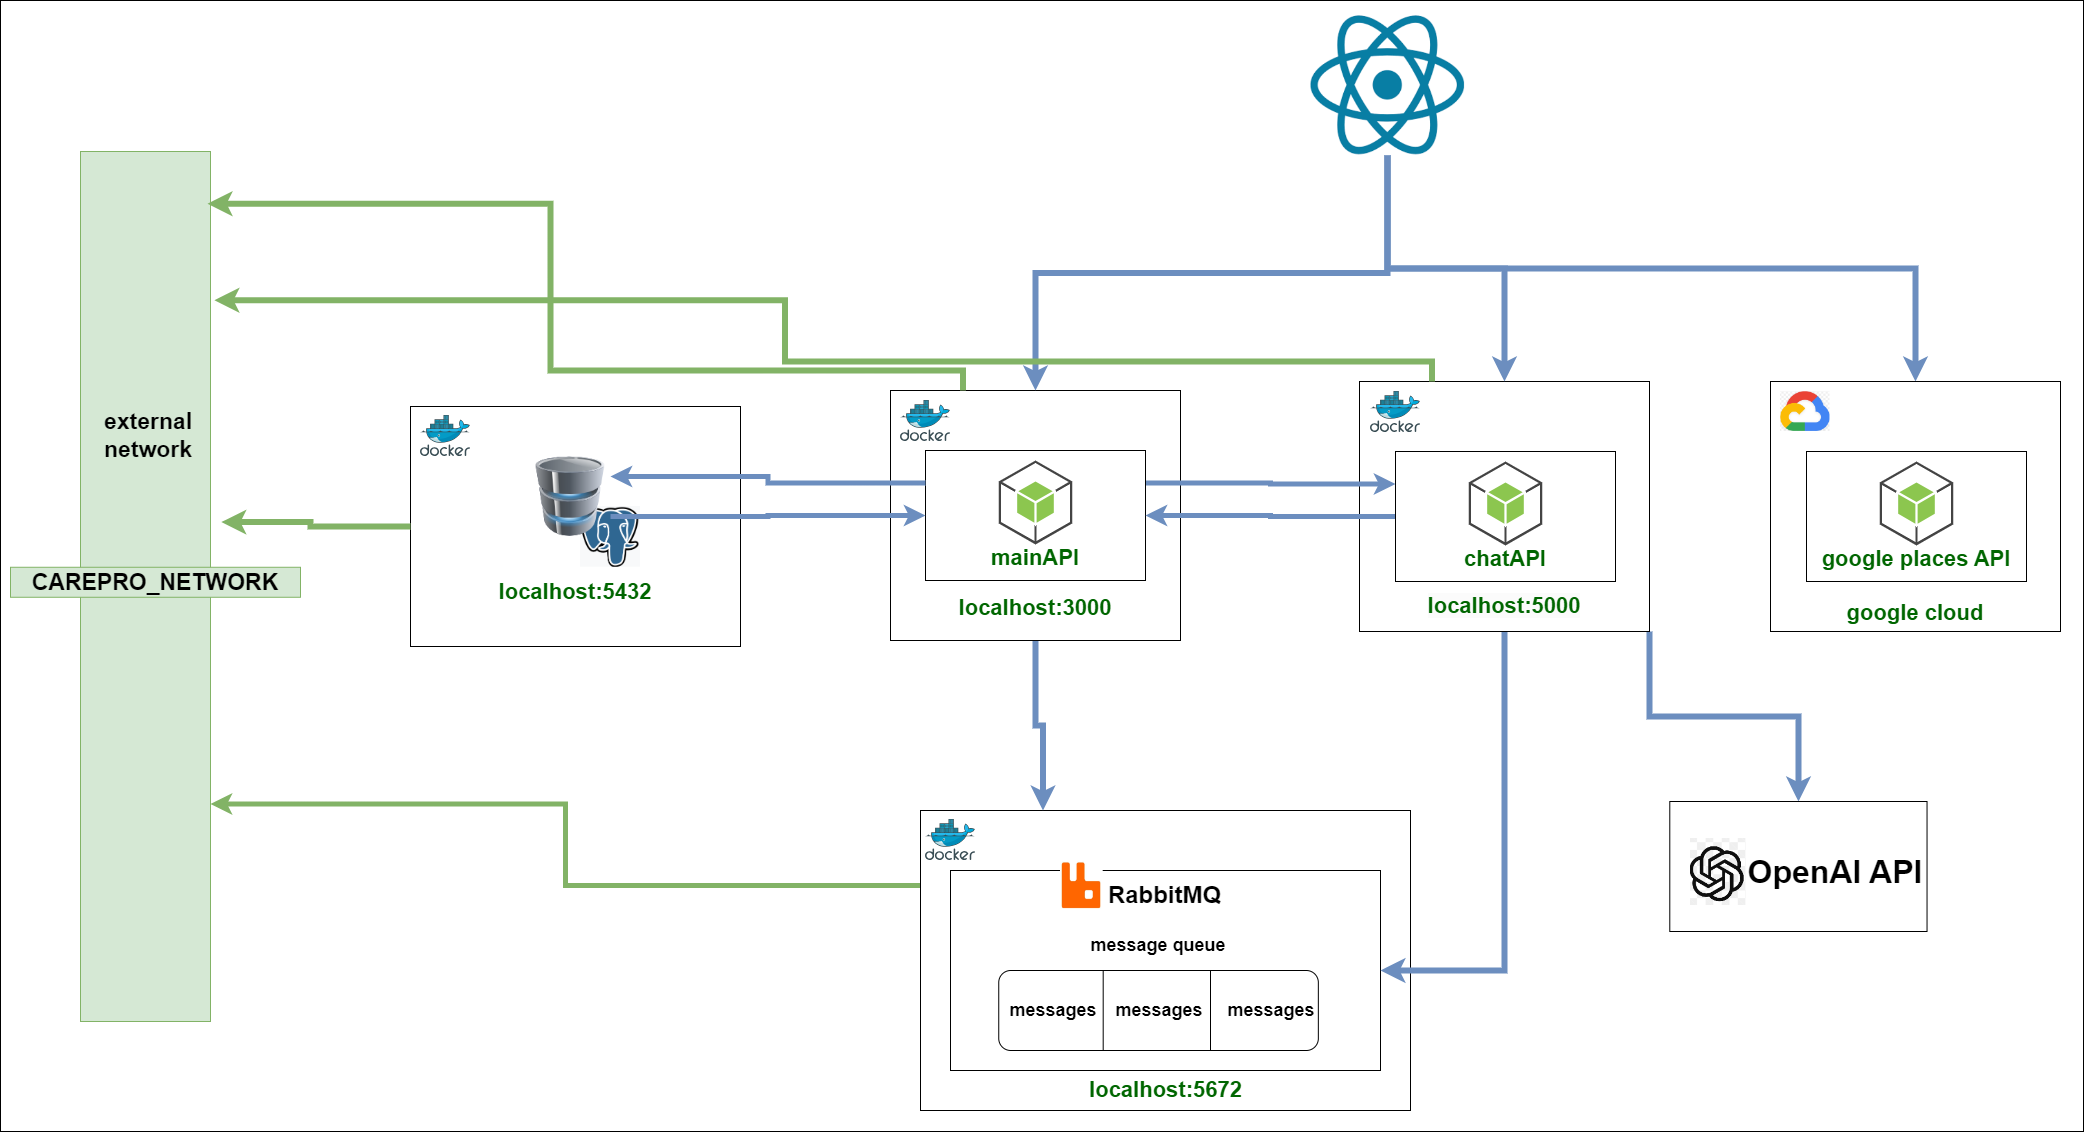 external
network
CAREPRO_NETWORK
docker
localhost:5432
docker
mainAPI
localhost:3000
docker
chatAPI
localhost:5000
google places API
google cloud
docker
RabbitMQ
message queue
messages
messages
messages
localhost:5672
OpenAI API